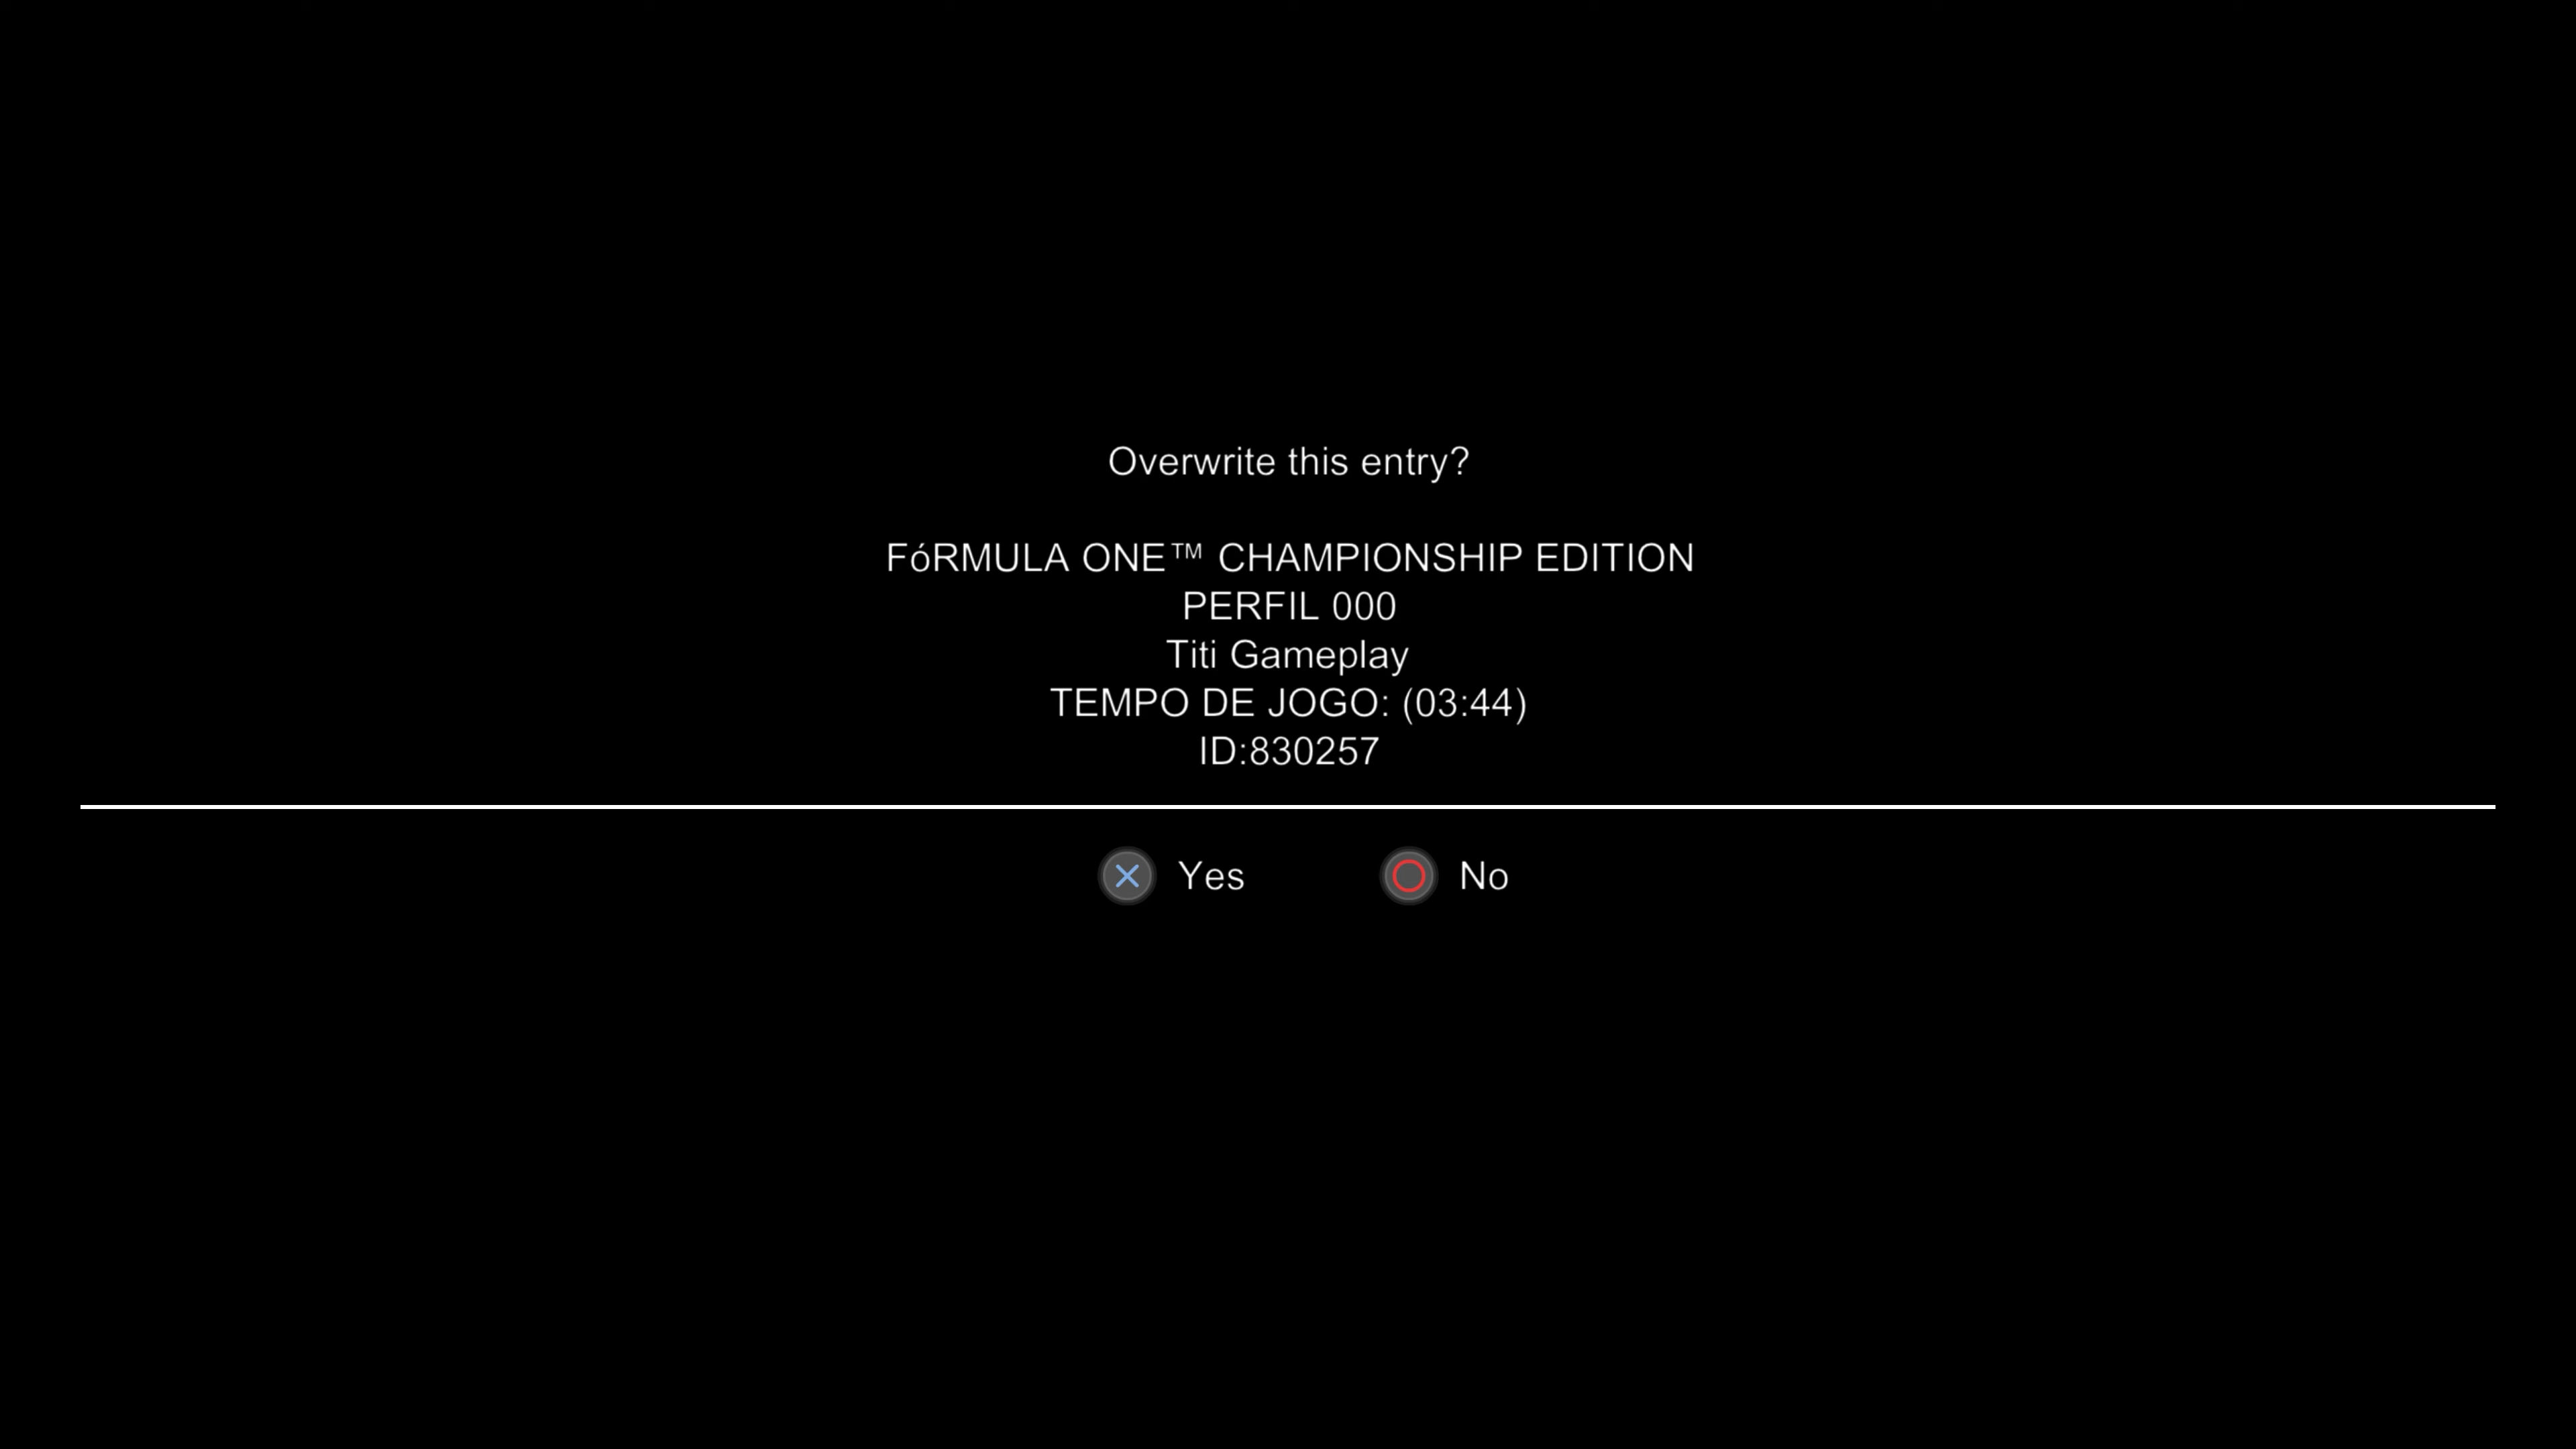 Overwrite this entry?
FóRMULA ONE™ CHAMPIONSHIP EDITION
PERFIL 000
Titi Gameplay
TEMPO DE JOGO: (03:44)
ID:830257
Yes
No